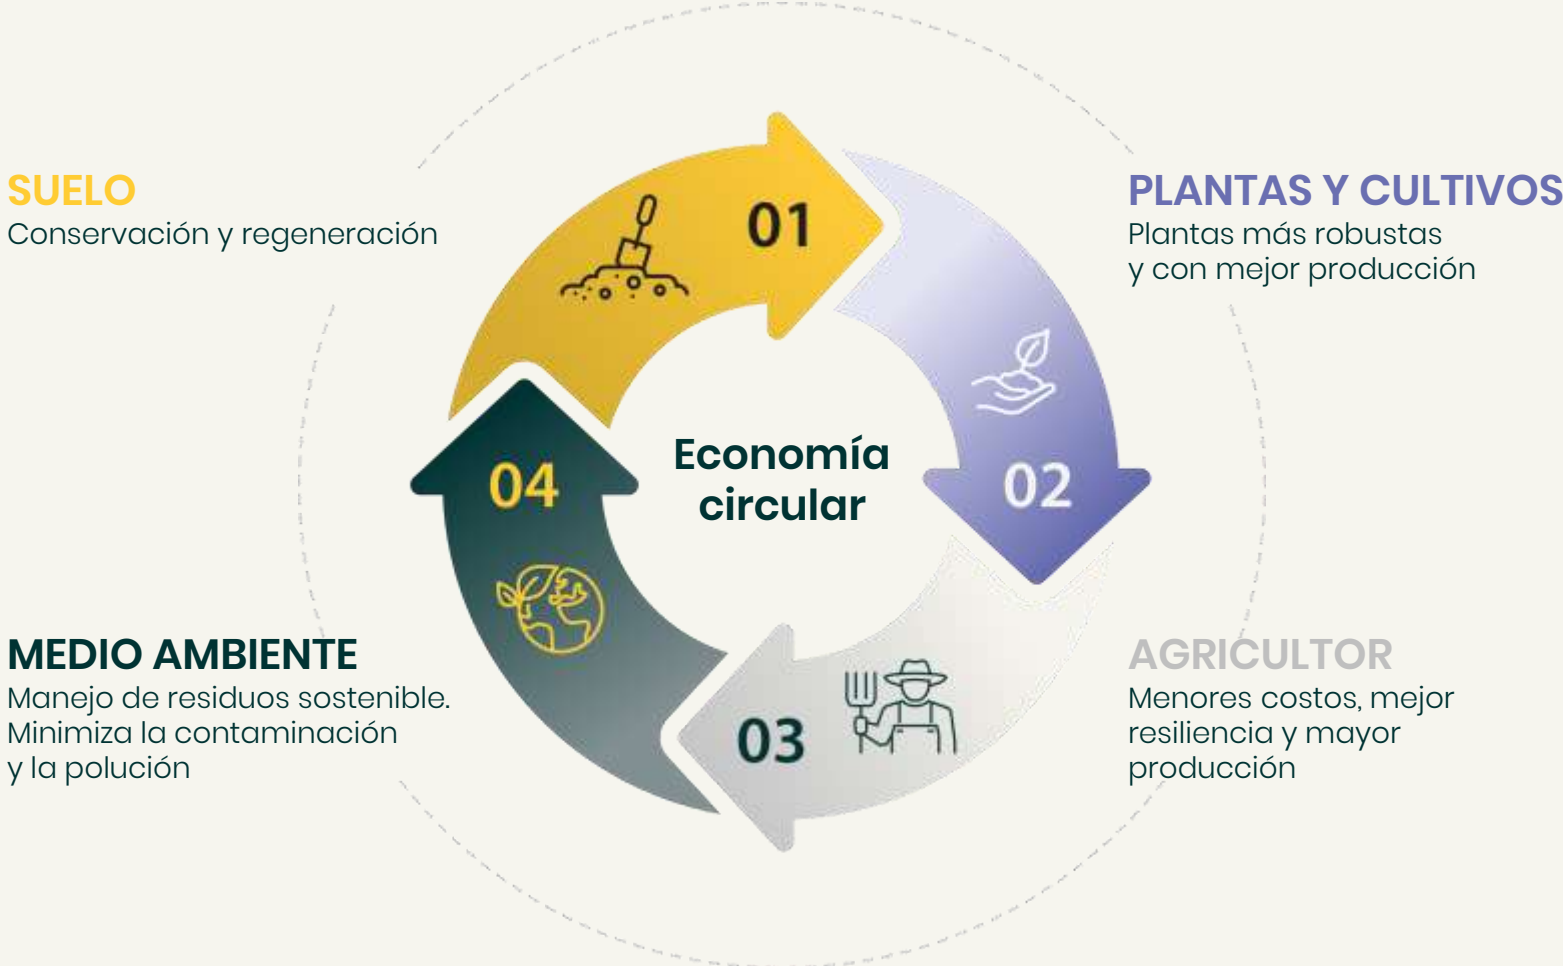 SUELO
Conservación y regeneración
01
PLANTAS Y CULTIVOS
Plantas más robustas
y con mejor producción
02
Economía
circular
04
03
MEDIO AMBIENTE
Manejo de residuos sostenible.
Minimiza la contaminación
y la polución
AGRICULTOR
Menores costos, mejor
resiliencia y mayor
producción